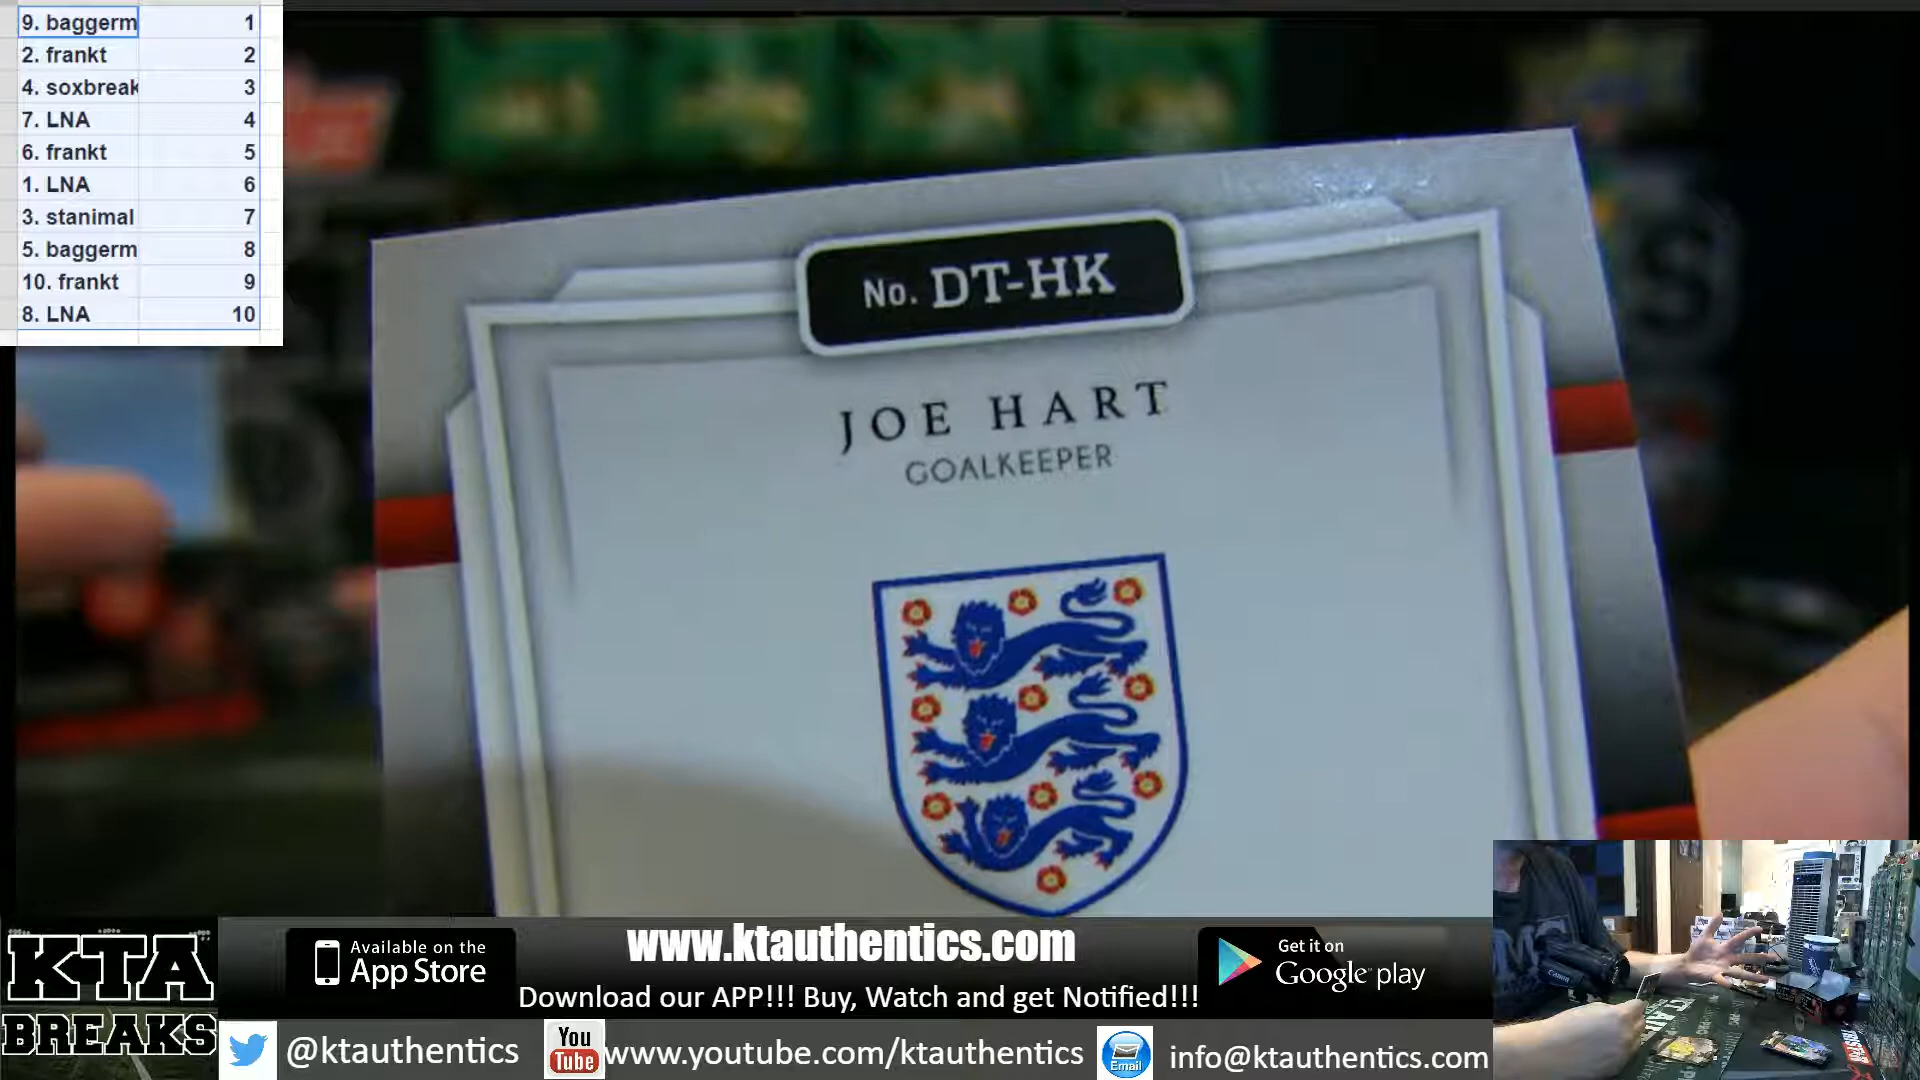 9. baggerm 1
2. frankt 2
4. soxbreak 3
7. LNA 4
6. frankt 5
1. LNA 6
3. stanimal 7
5. baggerm 8
10. frankt 9
8. LNA 10
No. DT-HK
JOE HART
GOALKEEPER
KTA
BREAKS
Available on the
App Store
www.ktauthentics.com
Download our APP!!! Buy, Watch and get Notified!!!
Get it on
Google play
@ktauthentics
You
Tube
www.youtube.com/ktauthentics
Email
info@ktauthentics.com